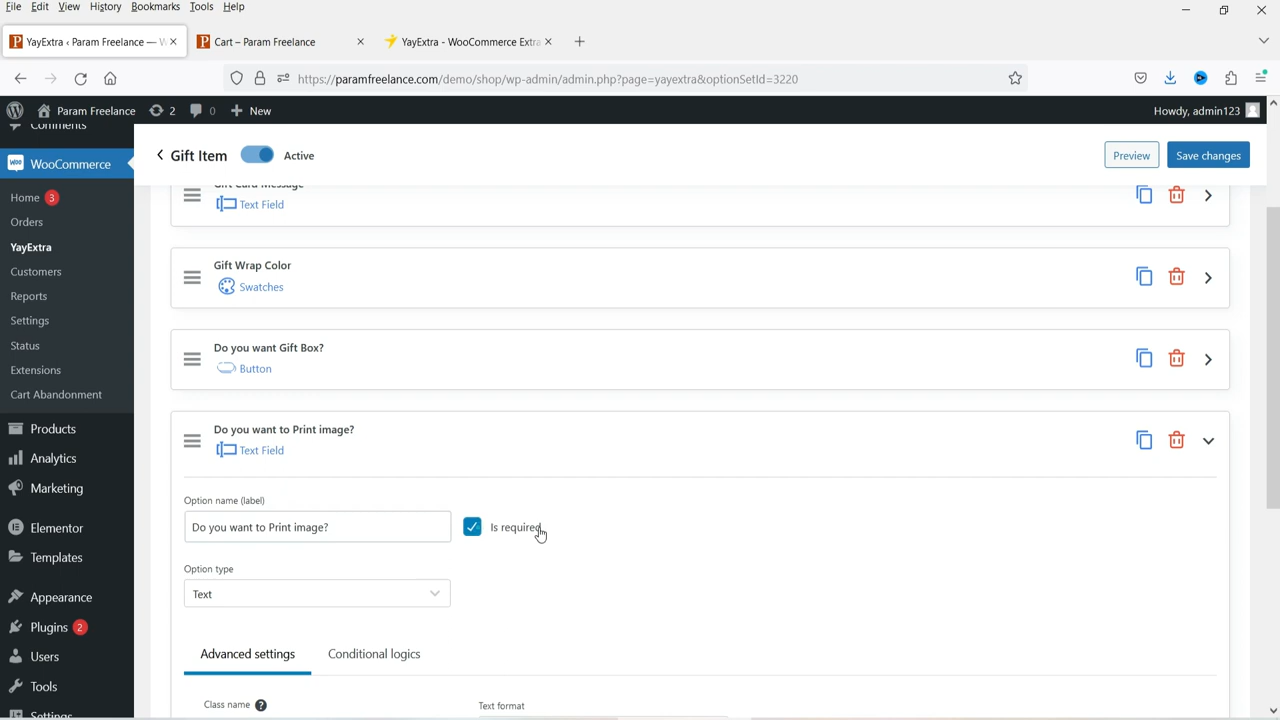 File Edit View History Bookmarks Tools Help
YayExtra ‹ Param Freelance — W
Cart – Param Freelance
YayExtra - WooCommerce Extra
https://paramfreelance.com/demo/shop/wp-admin/admin.php?page=yayextra&optionSetId=3220
Param Freelance 2 0 New
Howdy, admin123
Comments
WooCommerce
Home 3
Orders
YayExtra
Customers
Reports
Settings
Status
Extensions
Cart Abandonment
Products
Analytics
Marketing
Elementor
Templates
Appearance
Plugins 2
Users
Tools
Settings
Gift Item Active
Preview Save changes
Gift Card Message
Text Field
Gift Wrap Color
Swatches
Do you want Gift Box?
Button
Do you want to Print image?
Text Field
Option name (label)
Do you want to Print image?
Is required
Option type
Text
Advanced settings Conditional logics
Class name ?
Text format